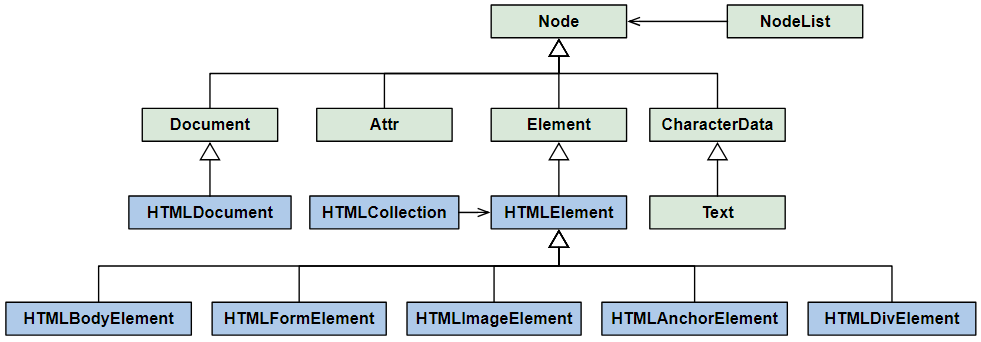 Node
NodeList
Document
Attr
Element
CharacterData
HTMLDocument
HTMLCollection
HTMLElement
Text
HTMLBodyElement
HTMLFormElement
HTMLImageElement
HTMLAnchorElement
HTMLDivElement